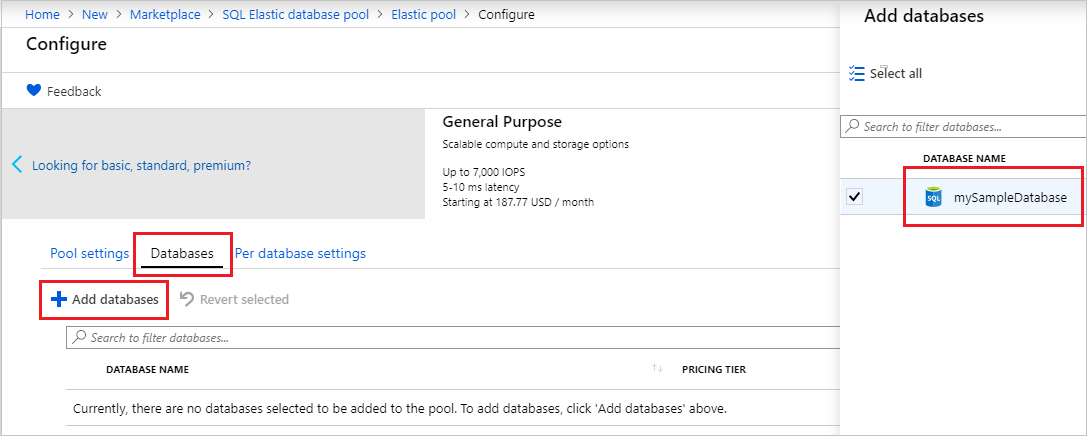 Home > New > Marketplace > SQL Elastic database pool > Elastic pool > Configure
Configure
Feedback
Looking for basic, standard, premium?
General Purpose
Scalable compute and storage options
Up to 7,000 IOPS
5-10 ms latency
Starting at 187.77 USD / month
Pool settings Databases Per database settings
Add databases Revert selected
Search to filter databases...
DATABASE NAME PRICING TIER
Currently, there are no databases selected to be added to the pool. To add databases, click 'Add databases' above.
Add databases
Select all
Search to filter databases...
DATABASE NAME
SQL mySampleDatabase